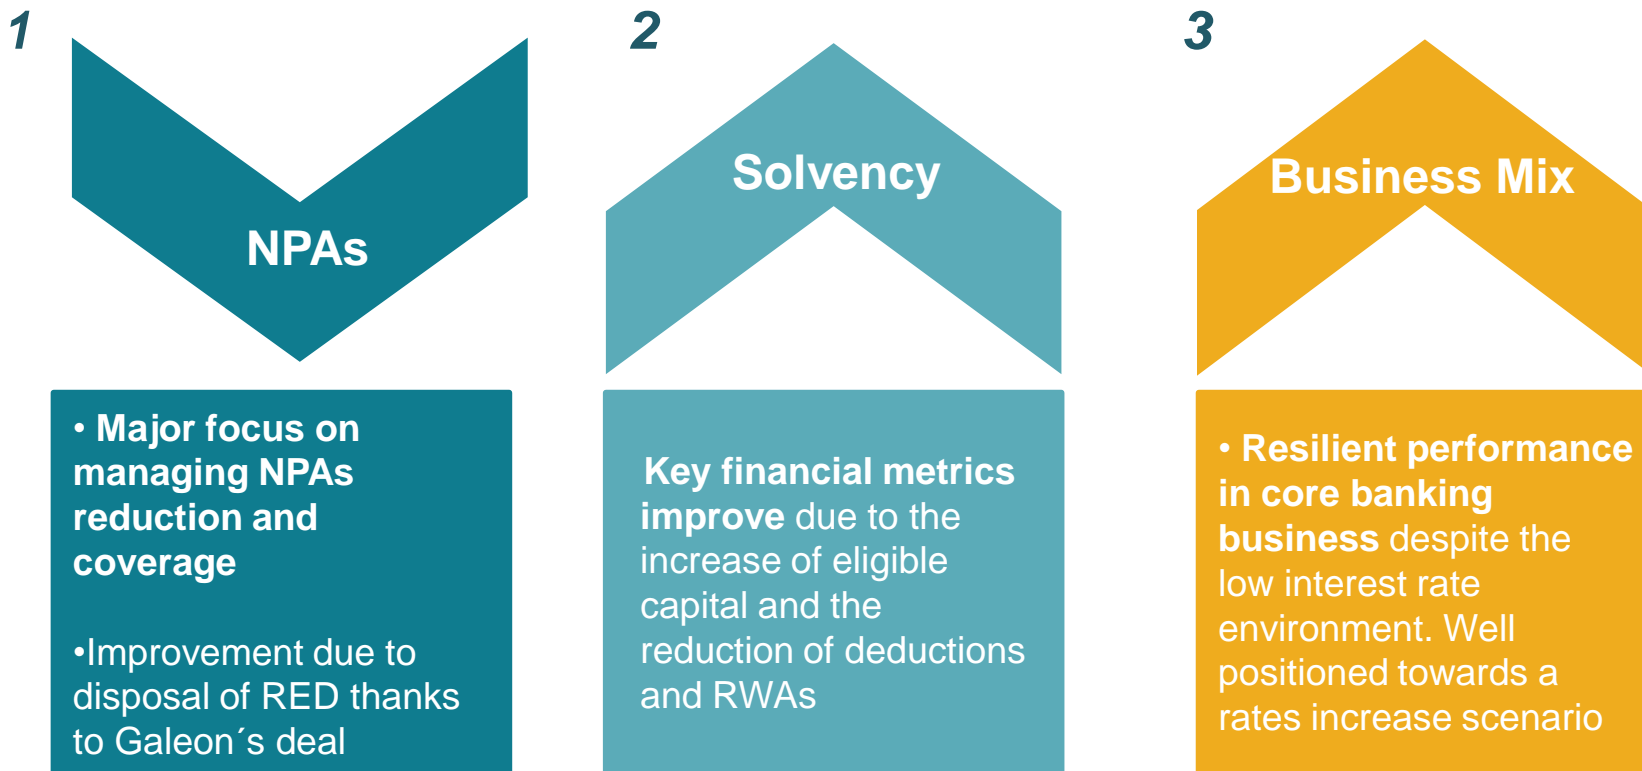 1
NPAs
• Major focus on
managing NPAs
reduction and
coverage
•Improvement due to
disposal of RED thanks
to Galeon´s deal
2
Solvency
Key financial metrics
improve due to the
increase of eligible
capital and the
reduction of deductions
and RWAs
3
Business Mix
• Resilient performance
in core banking
business despite the
low interest rate
environment. Well
positioned towards a
rates increase scenario